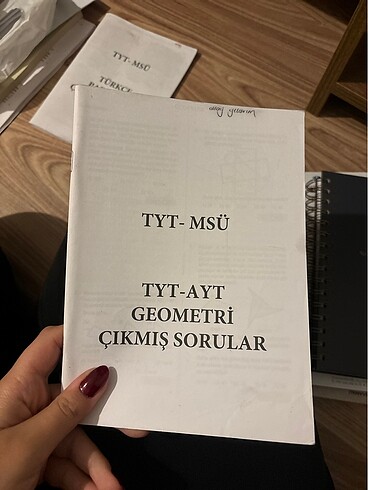 TYT-MSÜ
TÜRKÇE
TYT- MSÜ
TYT-AYT
GEOMETRİ
ÇIKMIŞ SORULAR